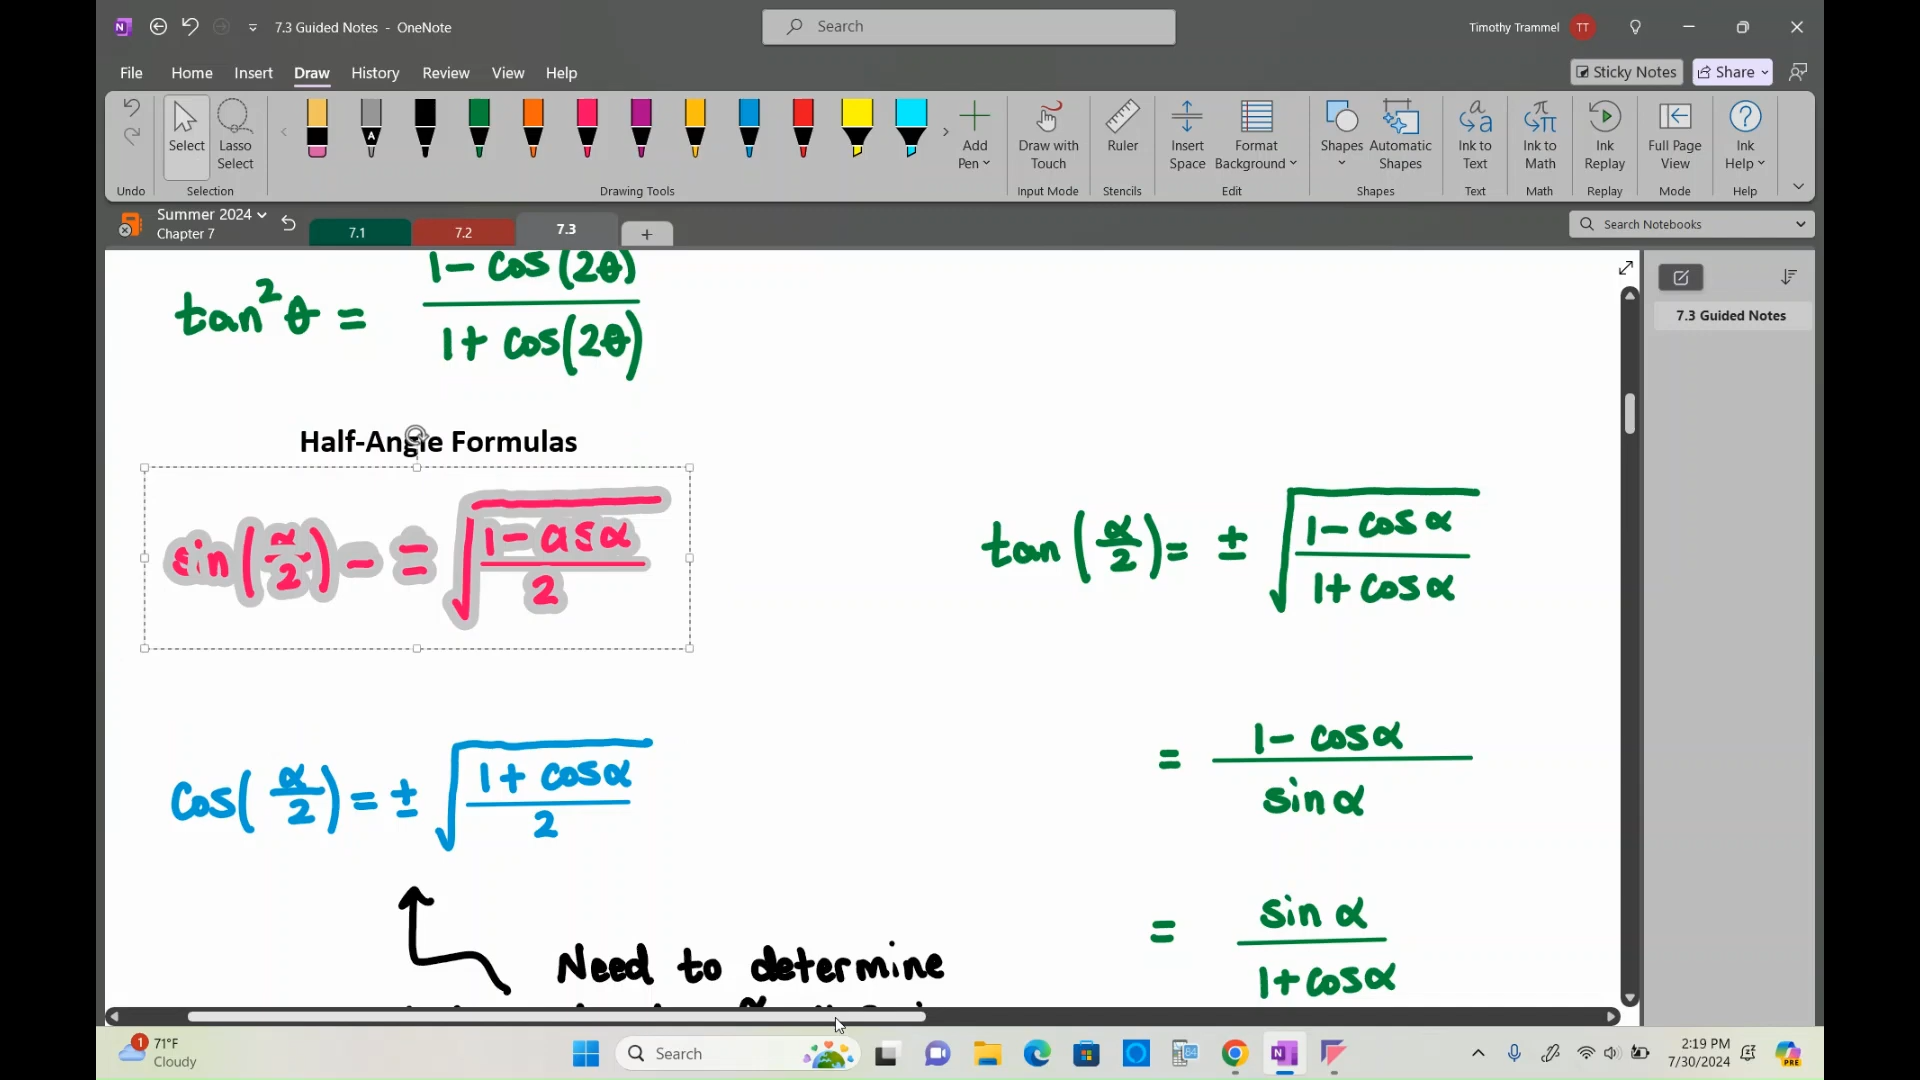 7.3 Guided Notes - OneNote
Search
Timothy Trammel TT
File Home Insert Draw History Review View Help
Sticky Notes Share
Undo
Select
Lasso Select
Selection
Drawing Tools
Add Pen
Draw with Touch
Input Mode
Ruler
Stencils
Insert Space
Format Background
Edit
Shapes
Automatic Shapes
Shapes
Ink to Text
Text
Ink to Math
Math
Ink Replay
Replay
Full Page View
Mode
Ink Help
Help
Summer 2024
Chapter 7
7.1 7.2 7.3
Search Notebooks
7.3 Guided Notes
tan²θ = (1 - cos(2θ)) / (1 + cos(2θ))
Half-Angle Formulas
sin(α/2) - = √((1 - cos α) / 2)
cos(α/2) = ± √((1 + cos α) / 2)
Need to determine
tan(α/2) = ± √((1 - cos α) / (1 + cos α))
= (1 - cos α) / (sin α)
= (sin α) / (1 + cos α)
1
71°F
Cloudy
Search
2:19 PM
7/30/2024
PRE